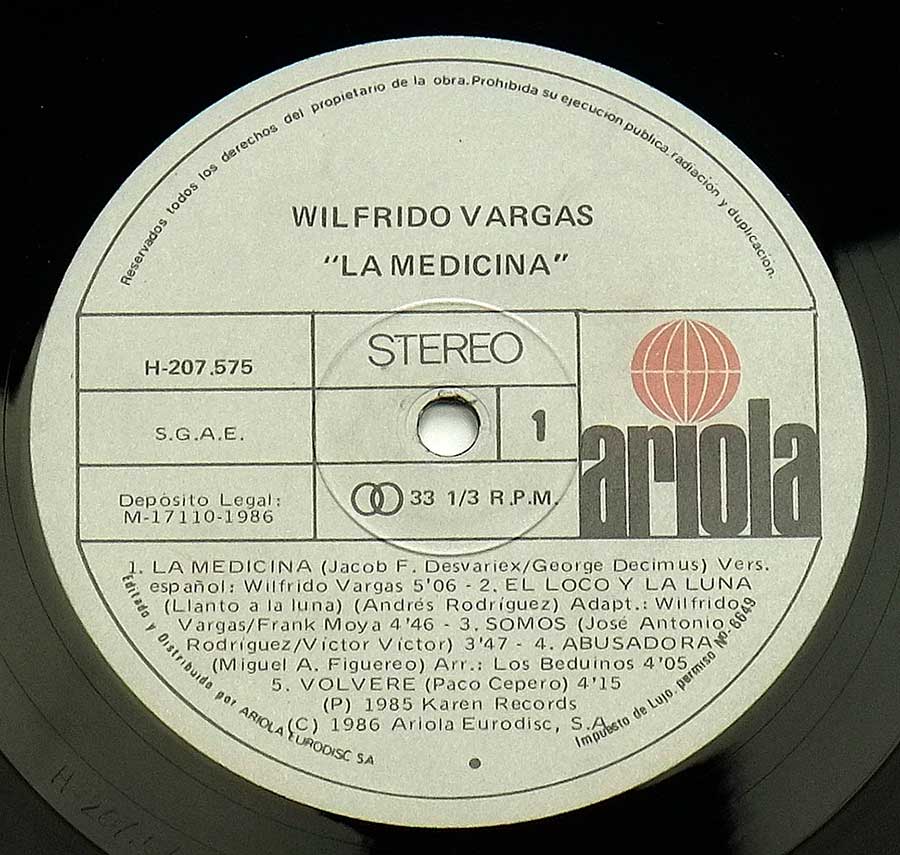 Reservados todos los derechos del propietario de la obra. Prohibida su ejecución pública, radiación y duplicación.
WILFRIDO VARGAS
"LA MEDICINA"
H-207.575
S.G.A.E.
Depósito Legal:
M-17110-1986
STEREO
1
33 1/3 R.P.M.
ariola
1. LA MEDICINA (Jacob F. Desvariex/George Decimus) Vers.
español: Wilfrido Vargas 5'06 - 2. EL LOCO Y LA LUNA
(Llanto a la luna) (Andrés Rodríguez) Adapt.: Wilfrido
Vargas/Frank Moya 4'46 - 3. SOMOS (José Antonio
Rodríguez/Víctor Víctor) 3'47 - 4. ABUSADORA
(Miguel A. Figuereo) Arr.: Los Beduinos 4'05
5. VOLVERE (Paco Cepero) 4'15
(P) 1985 Karen Records
(C) 1986 Ariola Eurodisc, S.A.
Editado y Distribuido por ARIOLA EURODISC SA
Impuesto de Lujo, permiso Nº- 6649